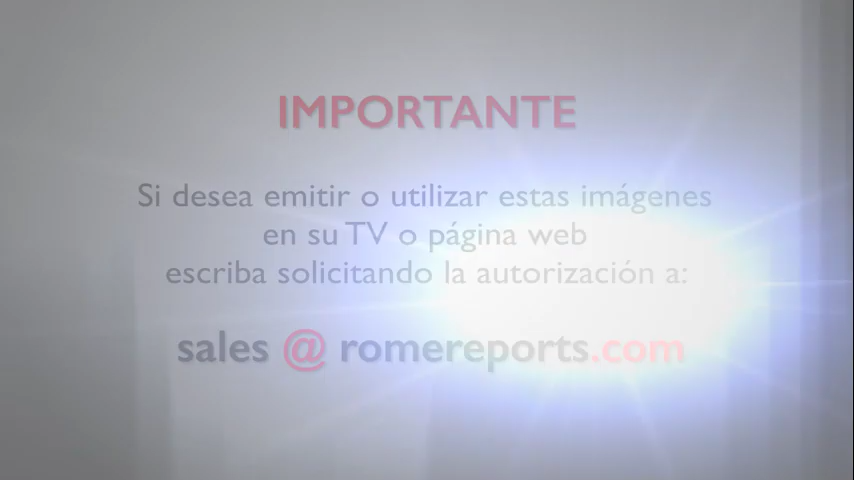 IMPORTANTE
Si desea emitir o utilizar estas imágenes
en su TV o página web
escriba solicitando la autorización a:
sales @ romereports.com